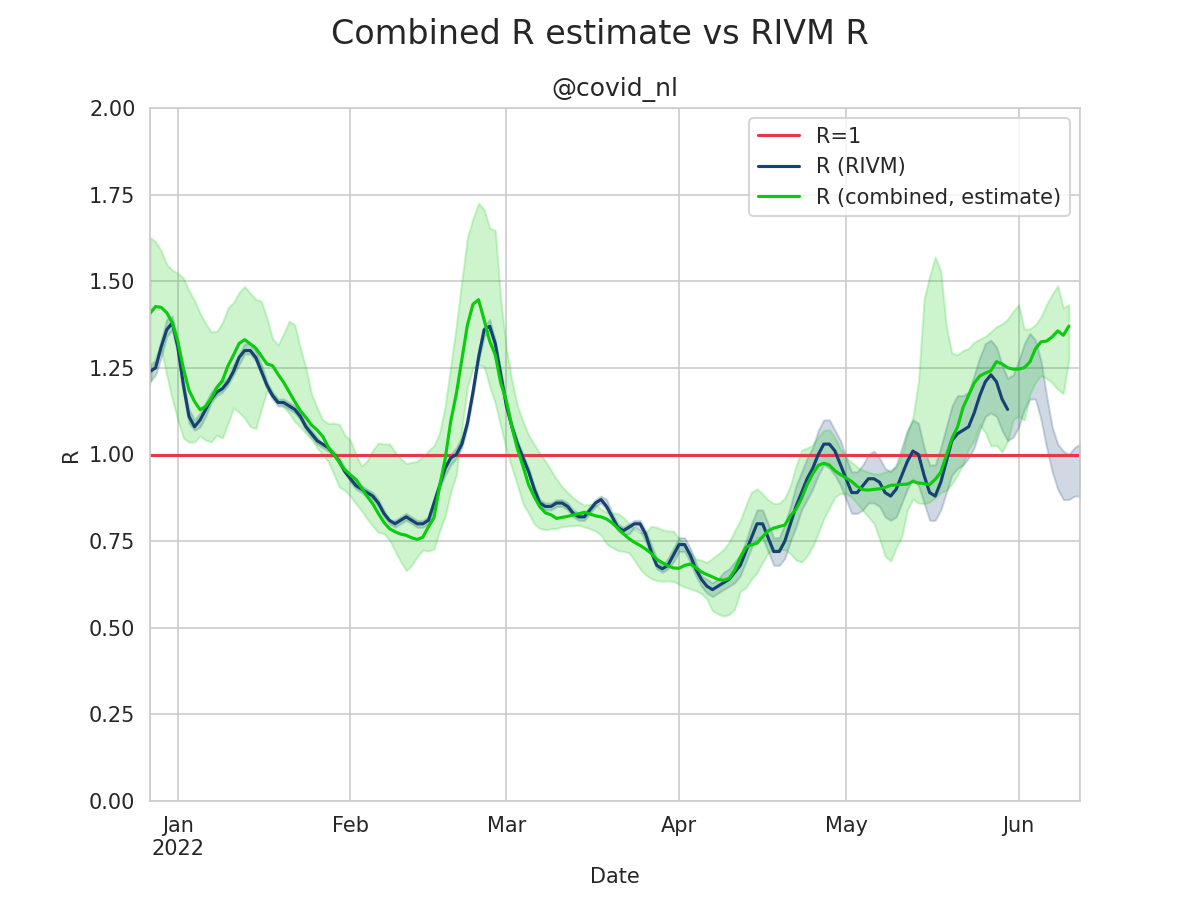 Combined R estimate vs RIVM R
@covid_nl
R=1
R (RIVM)
R (combined, estimate)
2.00
1.75
1.50
1.25
1.00
0.75
0.50
0.25
0.00
R
Jan
2022
Feb
Mar
Apr
May
Jun
Date